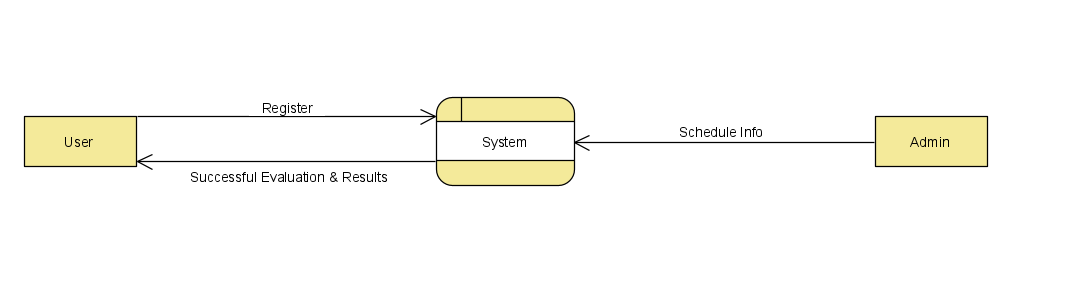 Register
User
System
Schedule Info
Admin
Successful Evaluation & Results